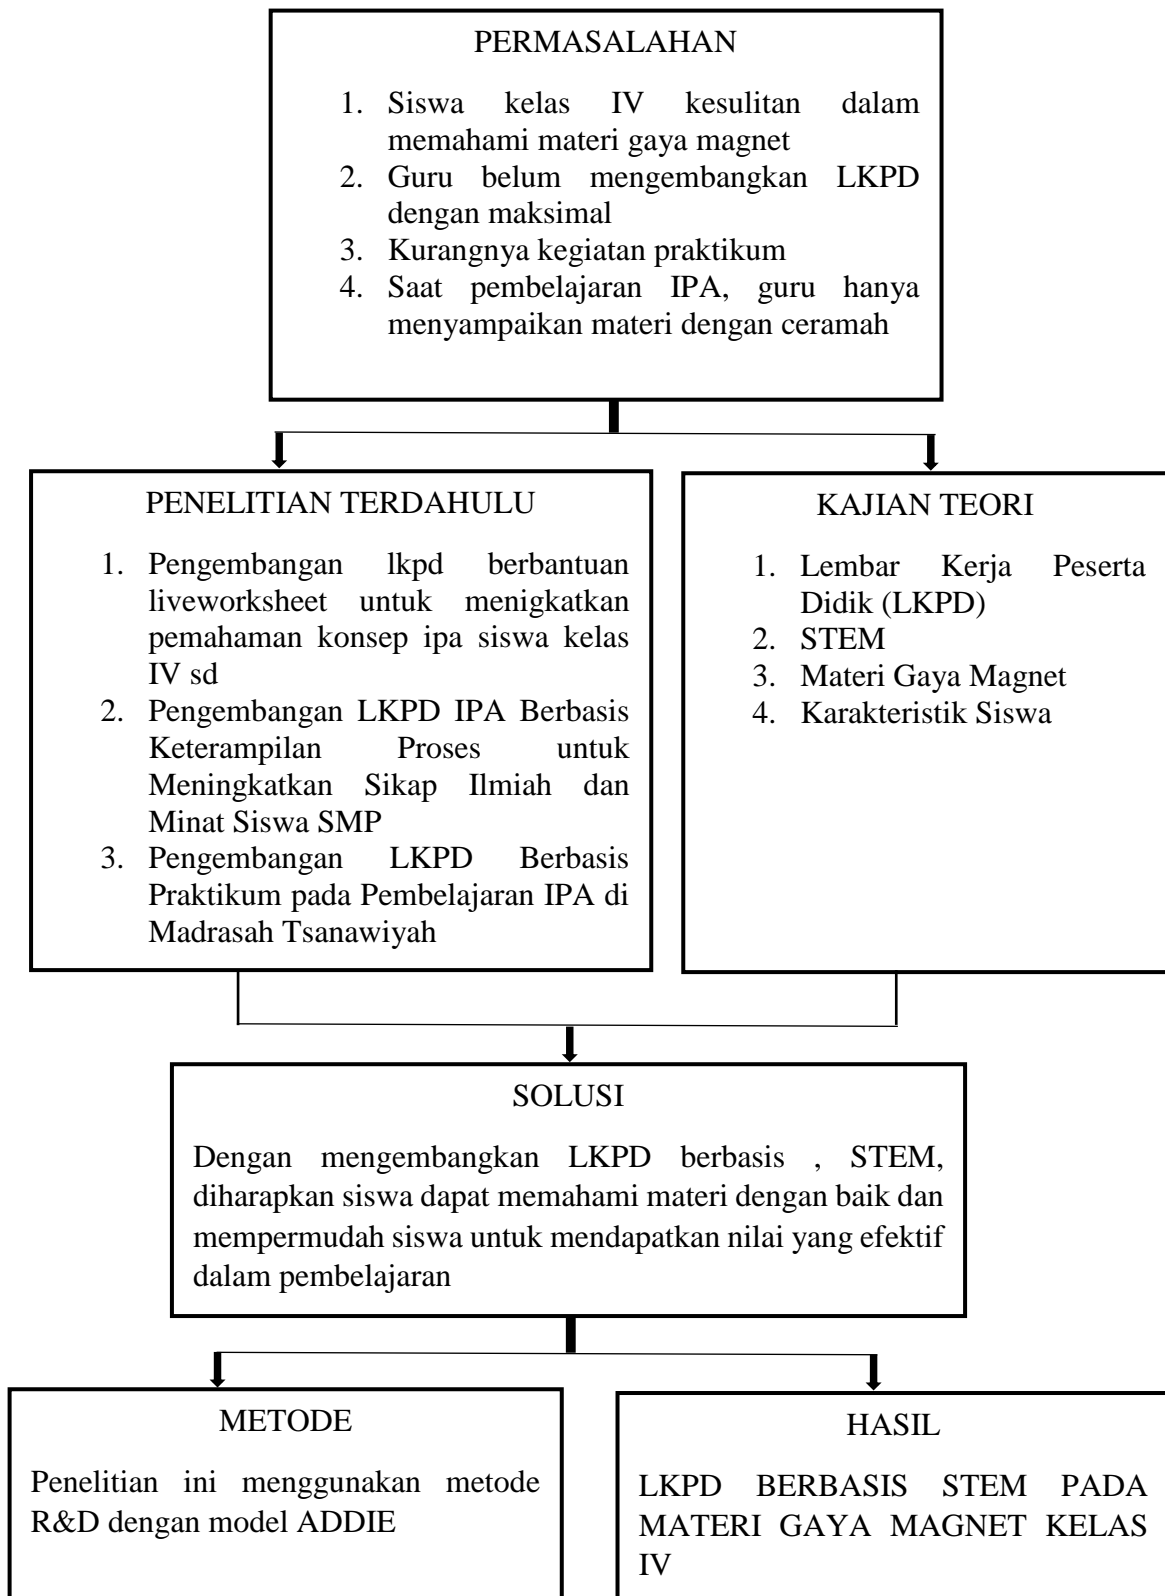 PERMASALAHAN
1. Siswa kelas IV kesulitan dalam
memahami materi gaya magnet
2. Guru belum mengembangkan LKPD
dengan maksimal
3. Kurangnya kegiatan praktikum
4. Saat pembelajaran IPA, guru hanya
menyampaikan materi dengan ceramah
PENELITIAN TERDAHULU
1. Pengembangan lkpd berbantuan
liveworksheet untuk menigkatkan
pemahaman konsep ipa siswa kelas
IV sd
2. Pengembangan LKPD IPA Berbasis
Keterampilan Proses untuk
Meningkatkan Sikap Ilmiah dan
Minat Siswa SMP
3. Pengembangan LKPD Berbasis
Praktikum pada Pembelajaran IPA di
Madrasah Tsanawiyah
KAJIAN TEORI
1. Lembar Kerja Peserta
Didik (LKPD)
2. STEM
3. Materi Gaya Magnet
4. Karakteristik Siswa
SOLUSI
Dengan mengembangkan LKPD berbasis , STEM,
diharapkan siswa dapat memahami materi dengan baik dan
mempermudah siswa untuk mendapatkan nilai yang efektif
dalam pembelajaran
METODE
Penelitian ini menggunakan metode
R&D dengan model ADDIE
HASIL
LKPD BERBASIS STEM PADA
MATERI GAYA MAGNET KELAS
IV